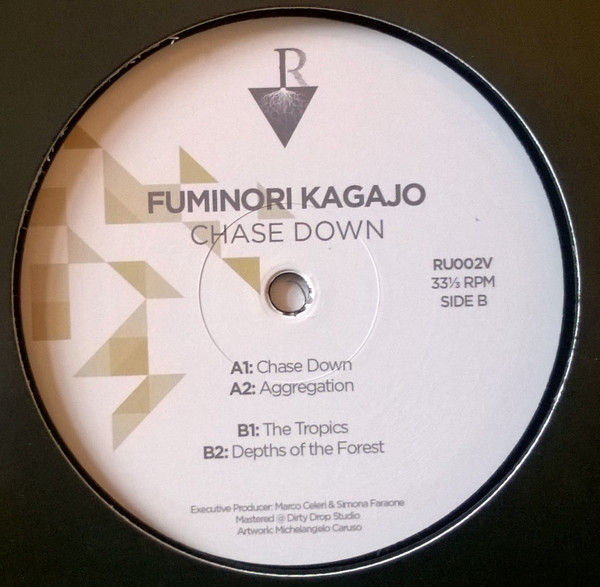 R
FUMINORI KAGAJO
CHASE DOWN
RU002V
33⅓ RPM
SIDE B
A1: Chase Down
A2: Aggregation
B1: The Tropics
B2: Depths of the Forest
Executive Producer: Marco Celeri & Simona Faraone
Mastered @ Dirty Drop Studio
Artwork: Michelangelo Caruso